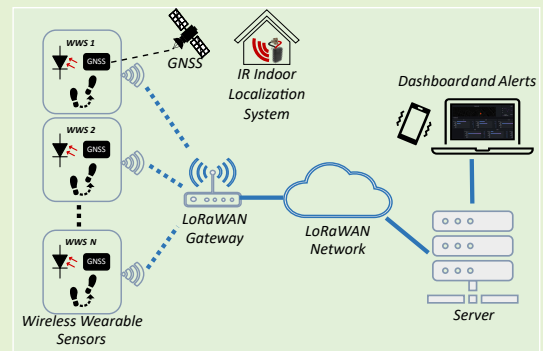 WWS 1
GNSS
GNSS
IR Indoor
Localization
System
Dashboard and Alerts
WWS 2
GNSS
LoRaWAN
Gateway
LoRaWAN
Network
WWS N
GNSS
Wireless Wearable
Sensors
Server